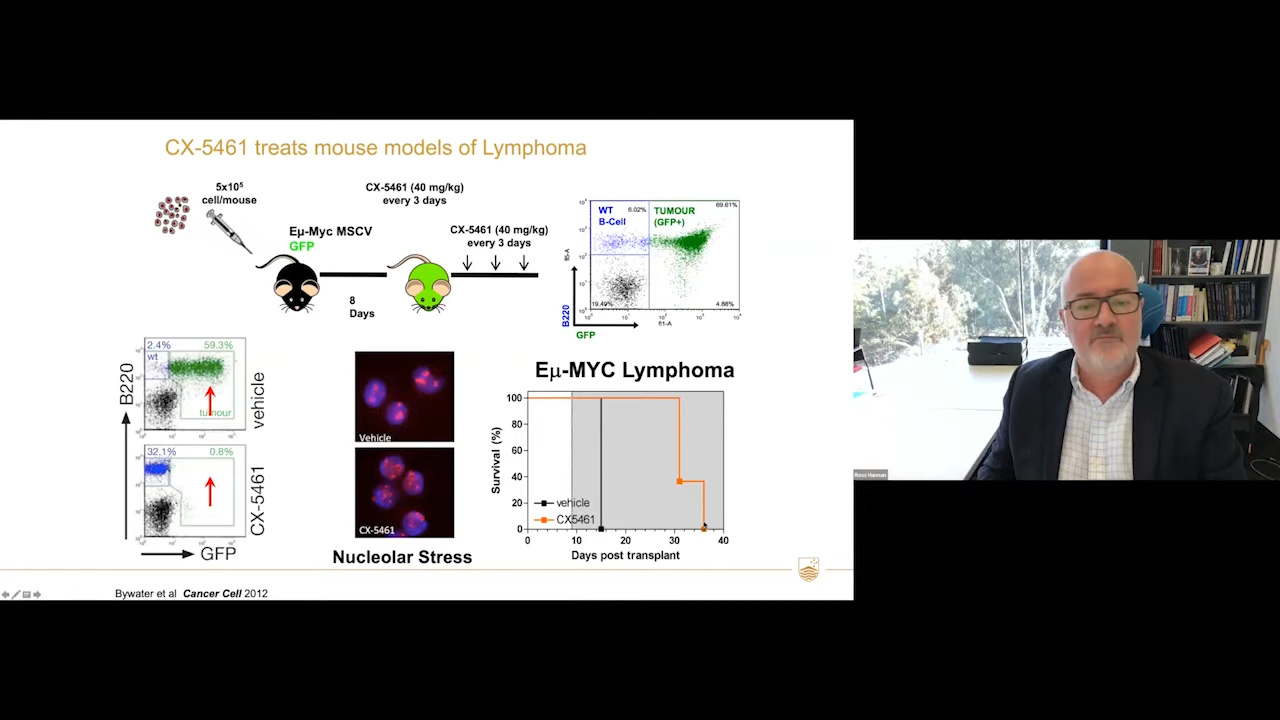 CX-5461 treats mouse models of Lymphoma
5x10⁵
cell/mouse
CX-5461 (40 mg/kg)
every 3 days
Eμ-Myc MSCV
GFP
CX-5461 (40 mg/kg)
every 3 days
8
Days
WT
B-Cell
6.02%
TUMOUR
(GFP+)
69.61%
19.49%
4.88%
fl1-A
B220
GFP
2.4%
59.3%
wt
tumour
B220
vehicle
32.1%
0.8%
CX-5461
GFP
Vehicle
CX-5461
Nucleolar Stress
Eμ-MYC Lymphoma
Survival (%)
100
80
60
40
20
0
vehicle
CX5461
0 10 20 30 40
Days post transplant
Bywater et al Cancer Cell 2012
Ross Hannan